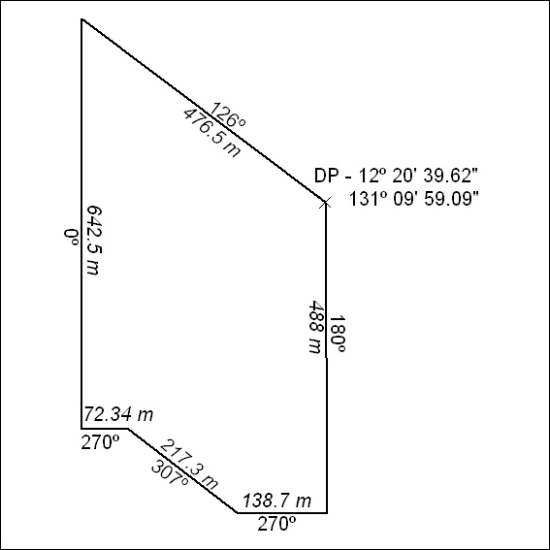 126º
476.5 m
DP - 12º 20' 39.62"
131º 09' 59.09"
642.5 m
0º
488 m
180º
72.34 m
270º
217.3 m
307º
138.7 m
270º